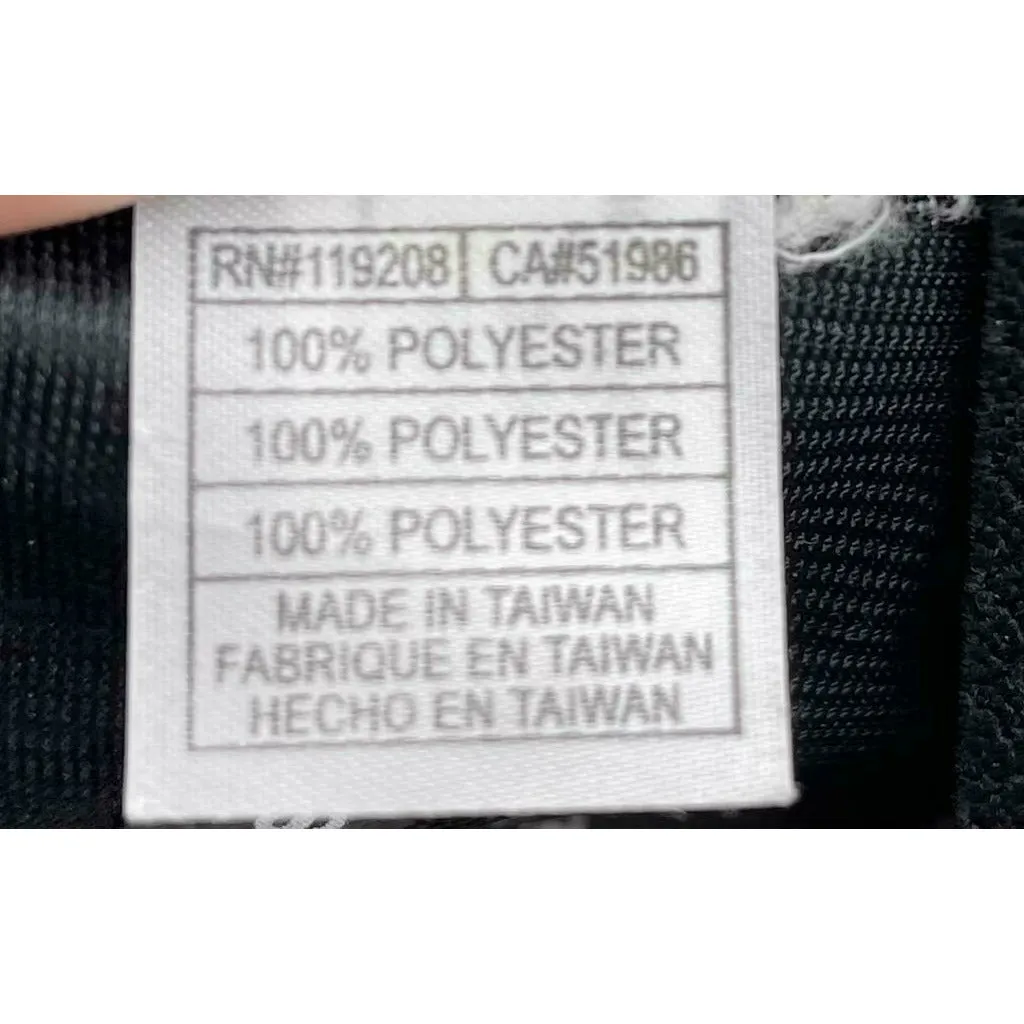 RN#119208 CA#51986
100% POLYESTER
100% POLYESTER
100% POLYESTER
MADE IN TAIWAN
FABRIQUE EN TAIWAN
HECHO EN TAIWAN